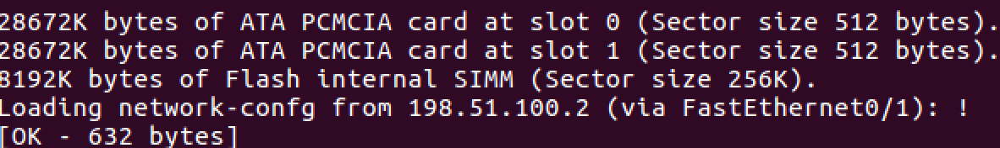 28672K bytes of ATA PCMCIA card at slot 0 (Sector size 512 bytes).
28672K bytes of ATA PCMCIA card at slot 1 (Sector size 512 bytes).
8192K bytes of Flash internal SIMM (Sector size 256K).
Loading network-confg from 198.51.100.2 (via FastEthernet0/1): !
[OK - 632 bytes]